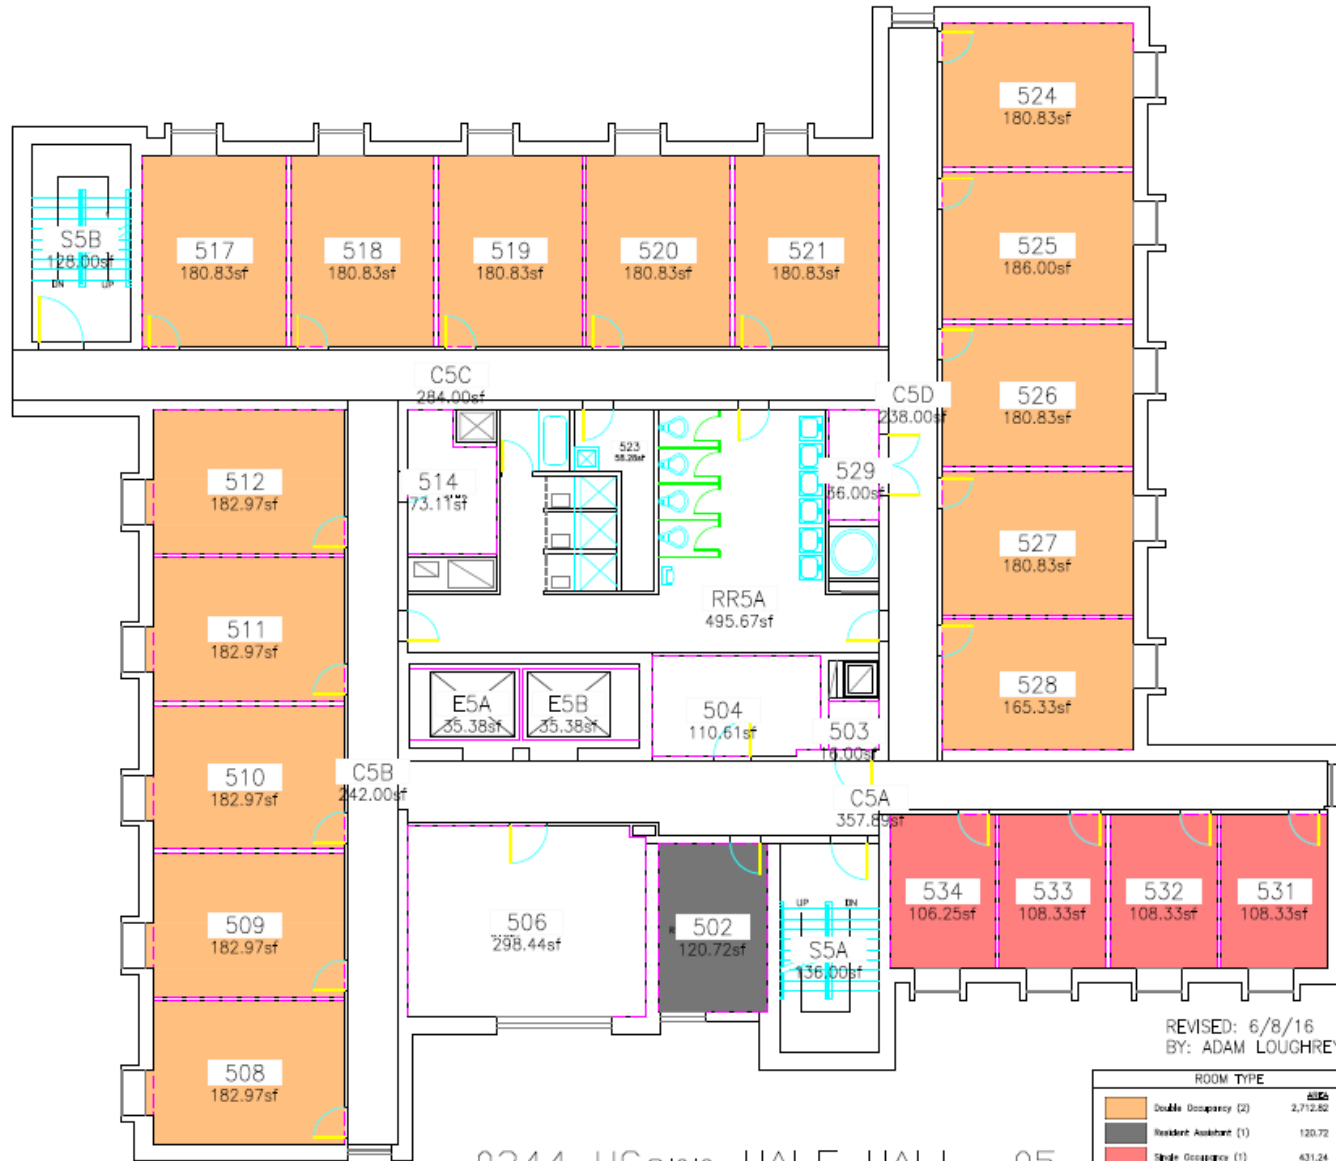 524
180.83sf
525
186.00sf
S5B
128.00sf
DN
UP
517
180.83sf
518
180.83sf
519
180.83sf
520
180.83sf
521
180.83sf
C5C
284.00sf
C5D
238.00sf
526
180.83sf
512
182.97sf
514
73.11sf
523
58.28sf
529
36.00sf
527
180.83sf
511
182.97sf
RR5A
495.67sf
528
165.33sf
E5A
35.38sf
E5B
35.38sf
504
110.61sf
503
16.00sf
510
182.97sf
C5B
242.00sf
C5A
357.89sf
509
182.97sf
506
298.44sf
502
120.72sf
UP
DN
S5A
136.00sf
534
106.25sf
533
108.33sf
532
108.33sf
531
108.33sf
508
182.97sf
REVISED: 6/8/16
BY: ADAM LOUGHREY
ROOM TYPE
AREA
Double Occupancy (2) 2,712.82
Resident Assistant (1) 120.72
Single Occupancy (1) 431.24
HALE HALL